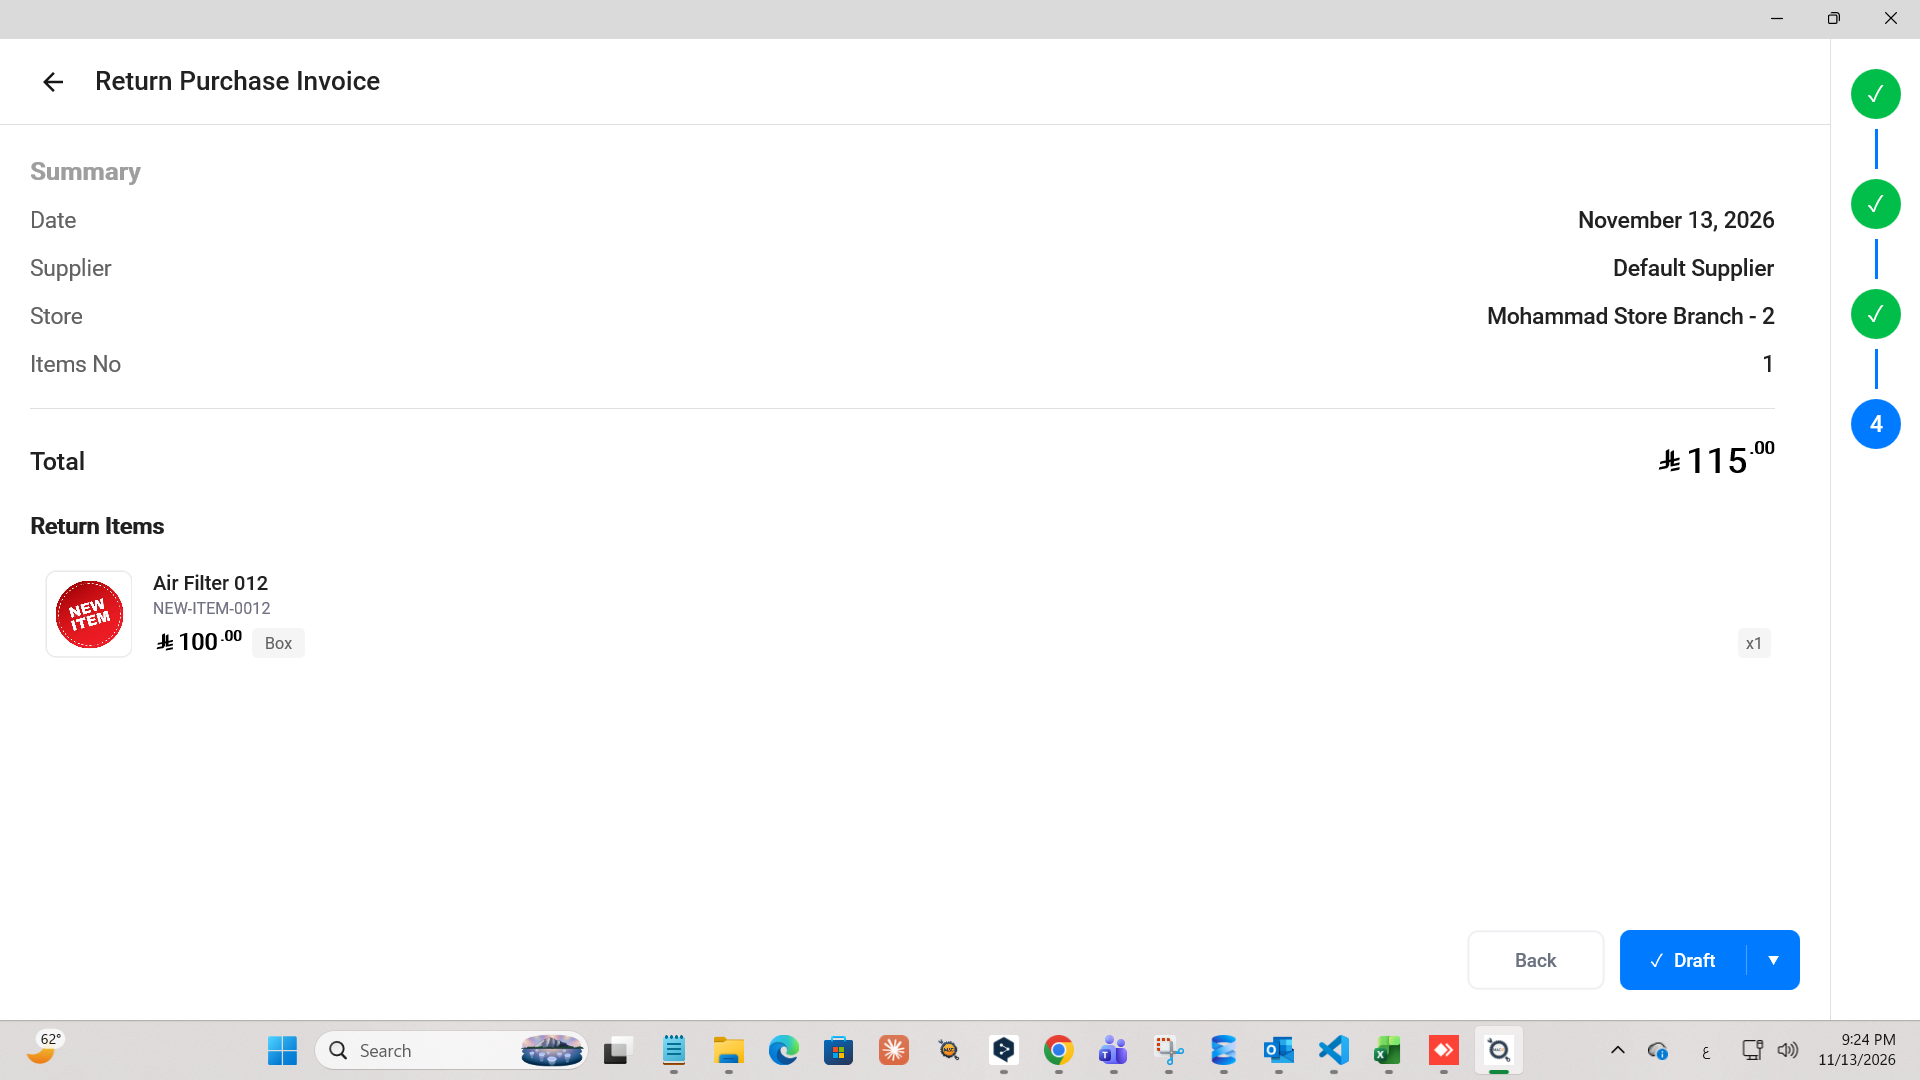 Return Purchase Invoice
✓
Summary
Date November 13, 2026
✓
Supplier Default Supplier
Store Mohammad Store Branch - 2
✓
Items No 1
4
Total 115.00
Return Items
NEW ITEM
Air Filter 012
NEW-ITEM-0012
100.00 Box x1
Back ✓ Draft ▼
62°
Search
ع
9:24 PM
11/13/2026